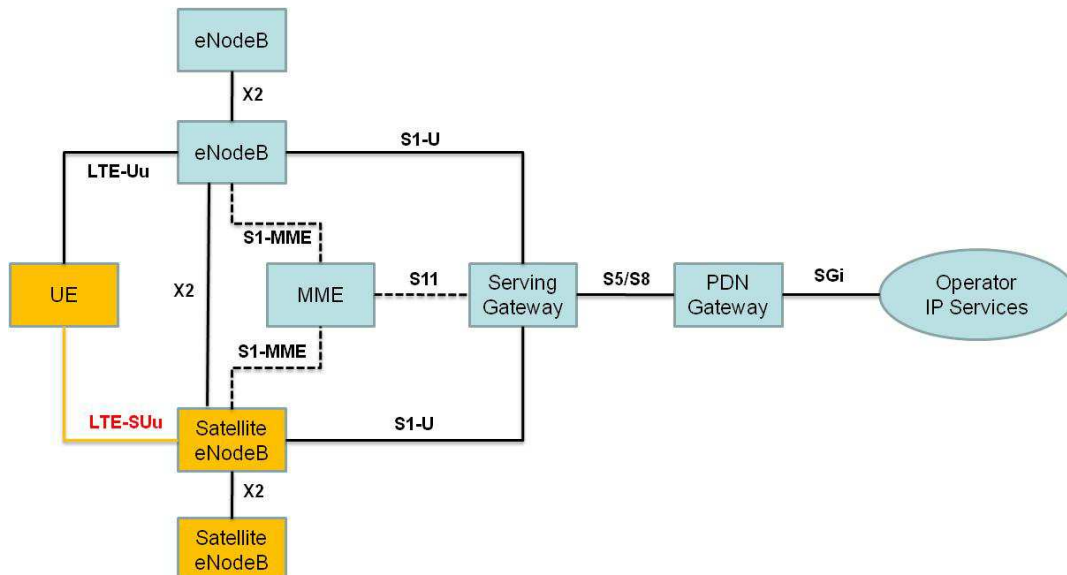 eNodeB
X2
eNodeB
S1-U
LTE-Uu
S1-MME
UE
X2
MME
S11
Serving
Gateway
S5/S8
PDN
Gateway
SGi
Operator
IP Services
S1-MME
LTE-SUu
Satellite
eNodeB
S1-U
X2
Satellite
eNodeB